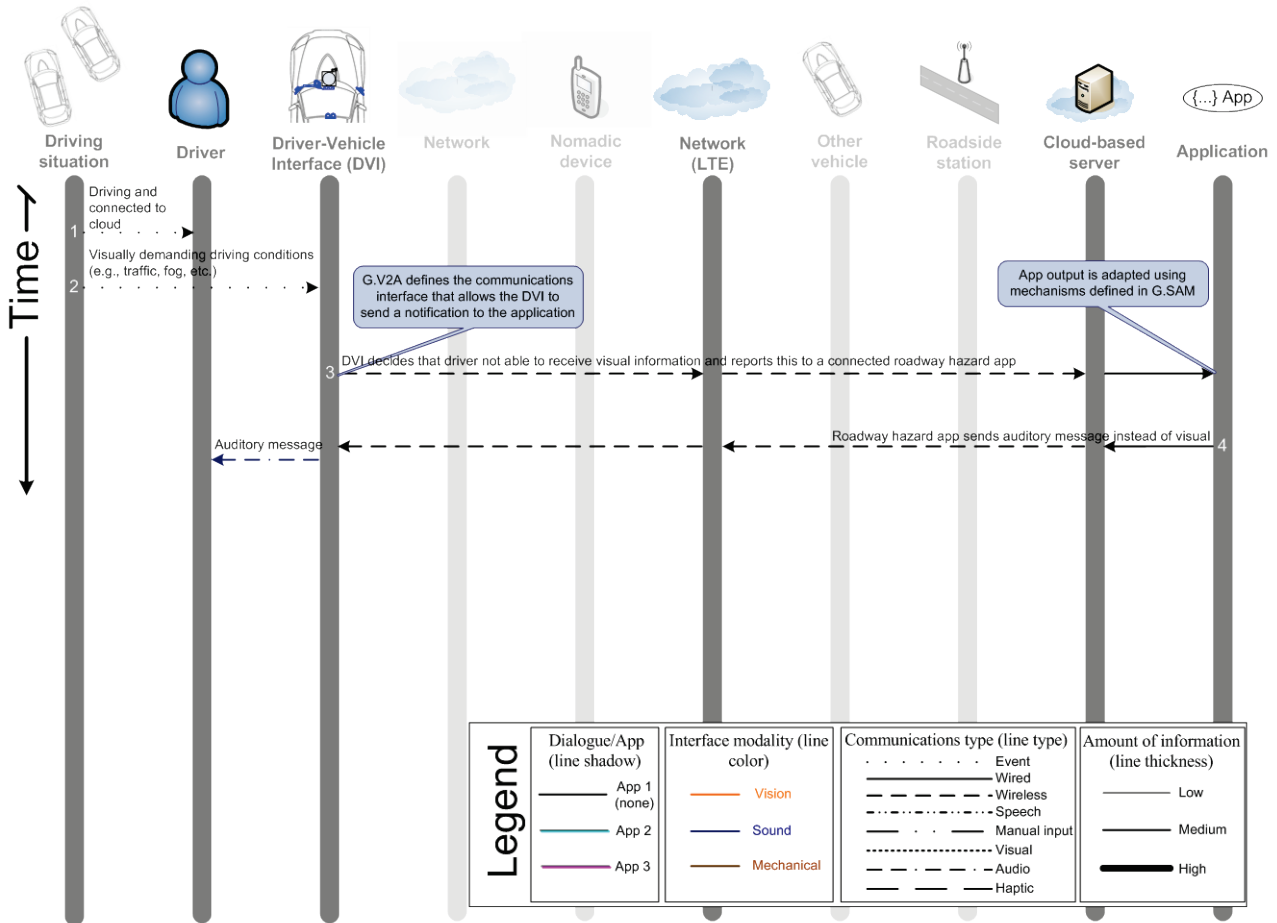 {...} App
Driving
situation
Driver
Driver-Vehicle
Interface (DVI)
Network
Nomadic
device
Network
(LTE)
Other
vehicle
Roadside
station
Cloud-based
server
Application
Time
Driving and
connected to
cloud
1
Visually demanding driving conditions
(e.g., traffic, fog, etc.)
2
G.V2A defines the communications
interface that allows the DVI to
send a notification to the application
App output is adapted using
mechanisms defined in G.SAM
DVI decides that driver not able to receive visual information and reports this to a connected roadway hazard app
3
Auditory message
Roadway hazard app sends auditory message instead of visual
4
Legend
Dialogue/App
(line shadow)
App 1
(none)
App 2
App 3
Interface modality (line
color)
Vision
Sound
Mechanical
Communications type (line type)
Event
Wired
Wireless
Speech
Manual input
Visual
Audio
Haptic
Amount of information
(line thickness)
Low
Medium
High